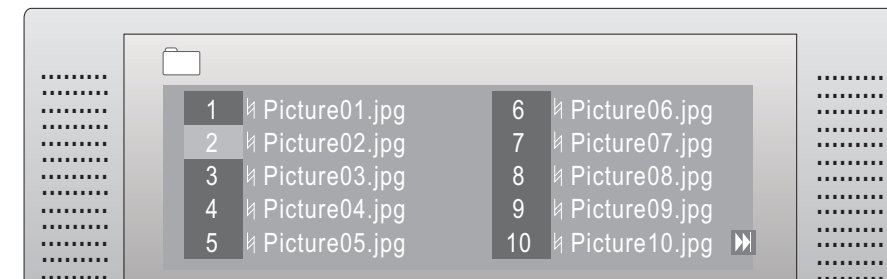 1 Picture01.jpg
2 Picture02.jpg
3 Picture03.jpg
4 Picture04.jpg
5 Picture05.jpg
6 Picture06.jpg
7 Picture07.jpg
8 Picture08.jpg
9 Picture09.jpg
10 Picture10.jpg